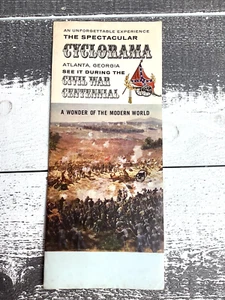 AN UNFORGETTABLE EXPERIENCE
THE SPECTACULAR
CYCLORAMA
ATLANTA, GEORGIA
SEE IT DURING THE
CIVIL WAR
CENTENNIAL
A WONDER OF THE MODERN WORLD